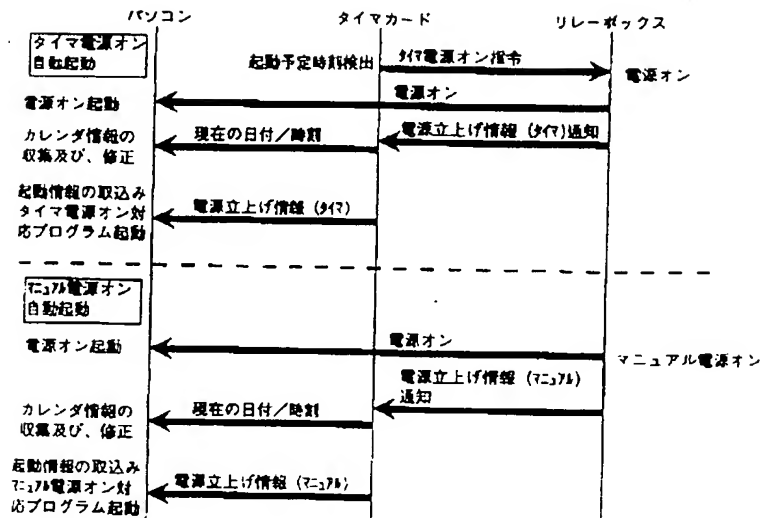 パソコン タイマカード リレーボックス
タイマ電源オン
自動起動
起動予定時刻検出
ﾀｲﾏ電源オン指令
電源オン
電源オン起動
電源オン
カレンダ情報の
収集及び、修正
現在の日付／時刻
電源立上げ情報 (ﾀｲﾏ)通知
起動情報の取込み
タイマ電源オン対
応プログラム起動
電源立上げ情報 (ﾀｲﾏ)
ﾏﾆｭｱﾙ電源オン
自動起動
電源オン起動
電源オン
マニュアル電源オン
電源立上げ情報 (ﾏﾆｭｱﾙ)
通知
カレンダ情報の
収集及び、修正
現在の日付／時刻
起動情報の取込み
ﾏﾆｭｱﾙ電源オン対
応プログラム起動
電源立上げ情報 (ﾏﾆｭｱﾙ)